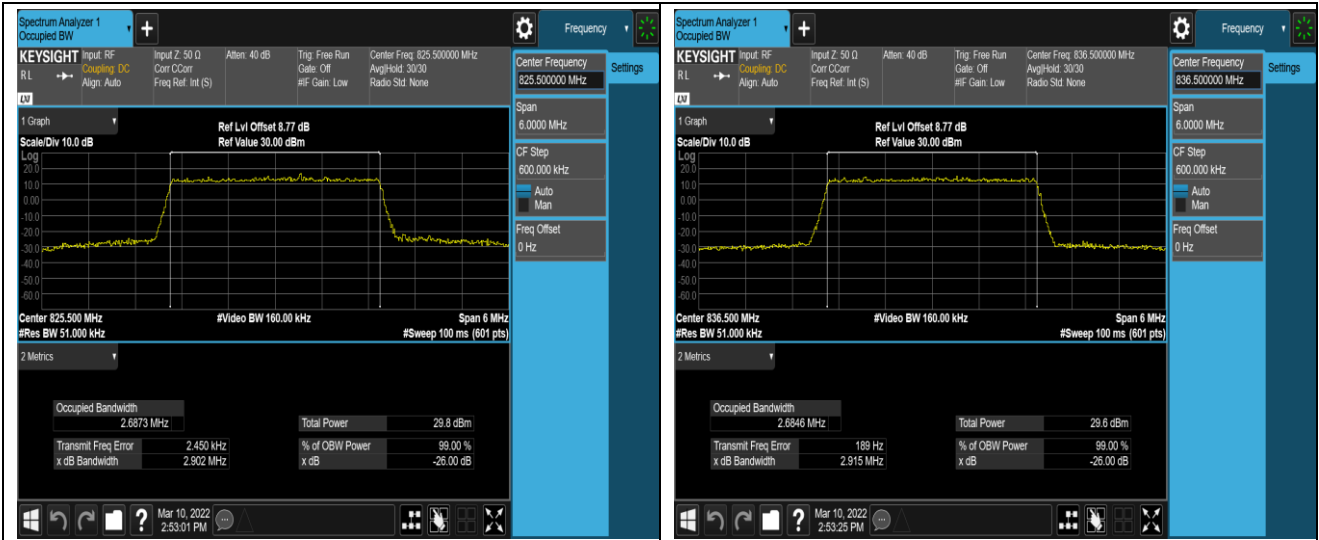 Spectrum Analyzer 1
Occupied BW
+
Frequency
KEYSIGHT Input: RF
Coupling: DC
Align: Auto
Input Z: 50 Ω
Corr CCorr
Freq Ref: Int (S)
Atten: 40 dB
Trig: Free Run
Gate: Off
#IF Gain: Low
Center Freq: 825.500000 MHz
Avg|Hold: 30/30
Radio Std: None
RL
LXI
Center Frequency
825.500000 MHz
Settings
Span
6.0000 MHz
CF Step
600.000 kHz
Auto
Man
Freq Offset
0 Hz
1 Graph
Scale/Div 10.0 dB
Ref Lvl Offset 8.77 dB
Ref Value 30.00 dBm
Log
20.0
10.0
0.00
-10.0
-20.0
-30.0
-40.0
-50.0
-60.0
Center 825.500 MHz
#Video BW 160.00 kHz
Span 6 MHz
#Res BW 51.000 kHz
#Sweep 100 ms (601 pts)
2 Metrics
Occupied Bandwidth
2.6873 MHz
Total Power 29.8 dBm
Transmit Freq Error 2.450 kHz
% of OBW Power 99.00 %
x dB Bandwidth 2.902 MHz
x dB -26.00 dB
?
Mar 10, 2022
2:53:01 PM
Spectrum Analyzer 1
Occupied BW
+
Frequency
KEYSIGHT Input: RF
Coupling: DC
Align: Auto
Input Z: 50 Ω
Corr CCorr
Freq Ref: Int (S)
Atten: 40 dB
Trig: Free Run
Gate: Off
#IF Gain: Low
Center Freq: 836.500000 MHz
Avg|Hold: 30/30
Radio Std: None
RL
LXI
Center Frequency
836.500000 MHz
Settings
Span
6.0000 MHz
CF Step
600.000 kHz
Auto
Man
Freq Offset
0 Hz
1 Graph
Scale/Div 10.0 dB
Ref Lvl Offset 8.77 dB
Ref Value 30.00 dBm
Log
20.0
10.0
0.00
-10.0
-20.0
-30.0
-40.0
-50.0
-60.0
Center 836.500 MHz
#Video BW 160.00 kHz
Span 6 MHz
#Res BW 51.000 kHz
#Sweep 100 ms (601 pts)
2 Metrics
Occupied Bandwidth
2.6846 MHz
Total Power 29.6 dBm
Transmit Freq Error 189 Hz
% of OBW Power 99.00 %
x dB Bandwidth 2.915 MHz
x dB -26.00 dB
?
Mar 10, 2022
2:53:25 PM